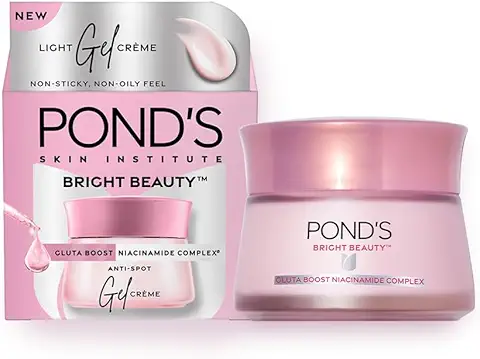 NEW
LIGHT Gel CRÈME
NON-STICKY, NON-OILY FEEL
POND'S
SKIN INSTITUTE
BRIGHT BEAUTY™
GLUTA BOOST NIACINAMIDE COMPLEX
ANTI-SPOT
Gel CRÈME
POND'S
BRIGHT BEAUTY™
GLUTA BOOST NIACINAMIDE COMPLEX